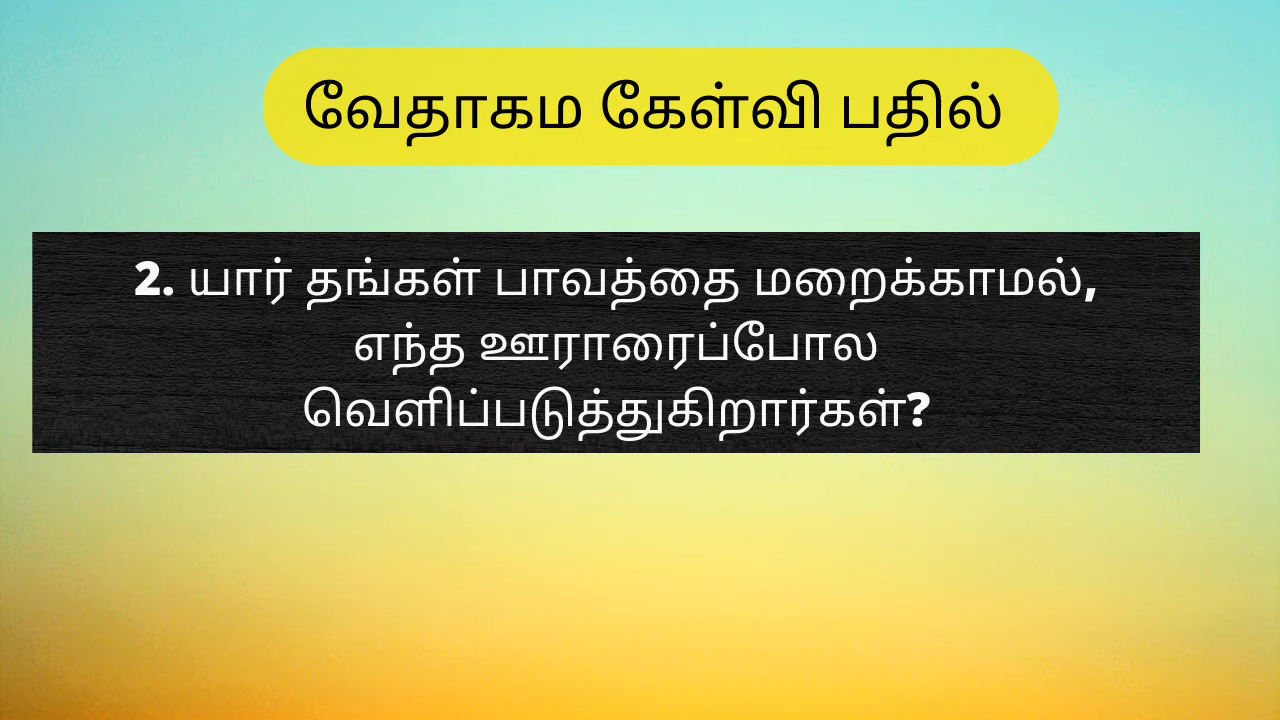 வேதாகம கேள்வி பதில்
2. யார் தங்கள் பாவத்தை மறைக்காமல்,
எந்த ஊராரைப்போல
வெளிப்படுத்துகிறார்கள்?